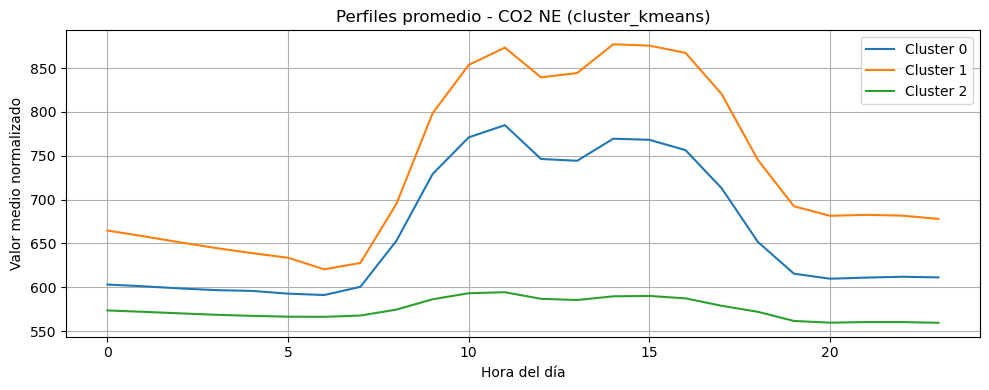 Perfiles promedio - CO2 NE (cluster_kmeans)
Cluster 0
Cluster 1
Cluster 2
Valor medio normalizado
850
800
750
700
650
600
550
0 5 10 15 20
Hora del día